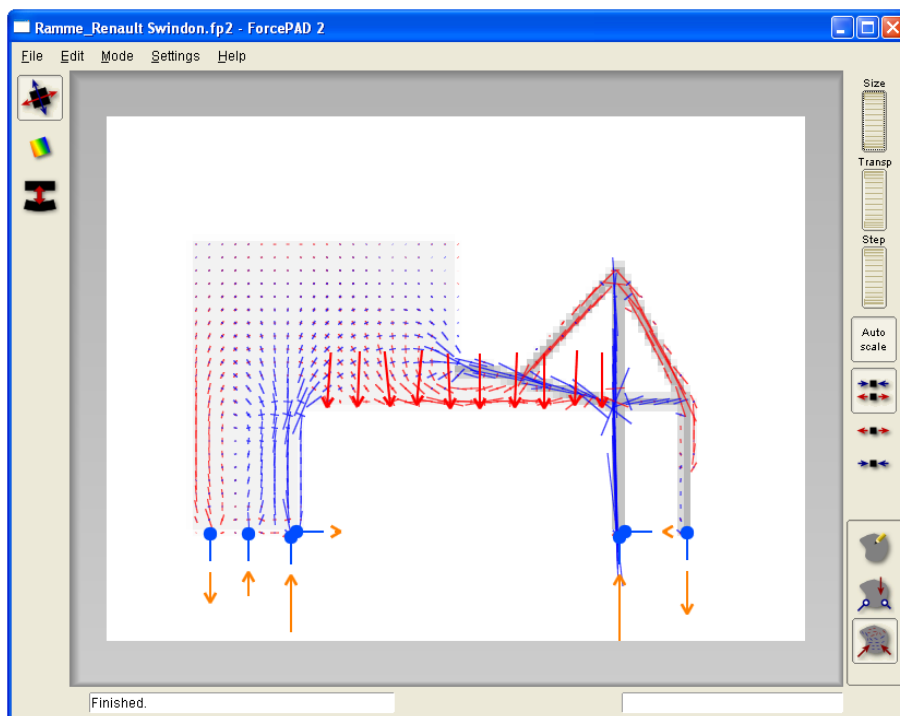 Ramme_Renault Swindon.fp2 - ForcePAD 2
File Edit Mode Settings Help
Size
Transp
Step
Auto
scale
Finished.